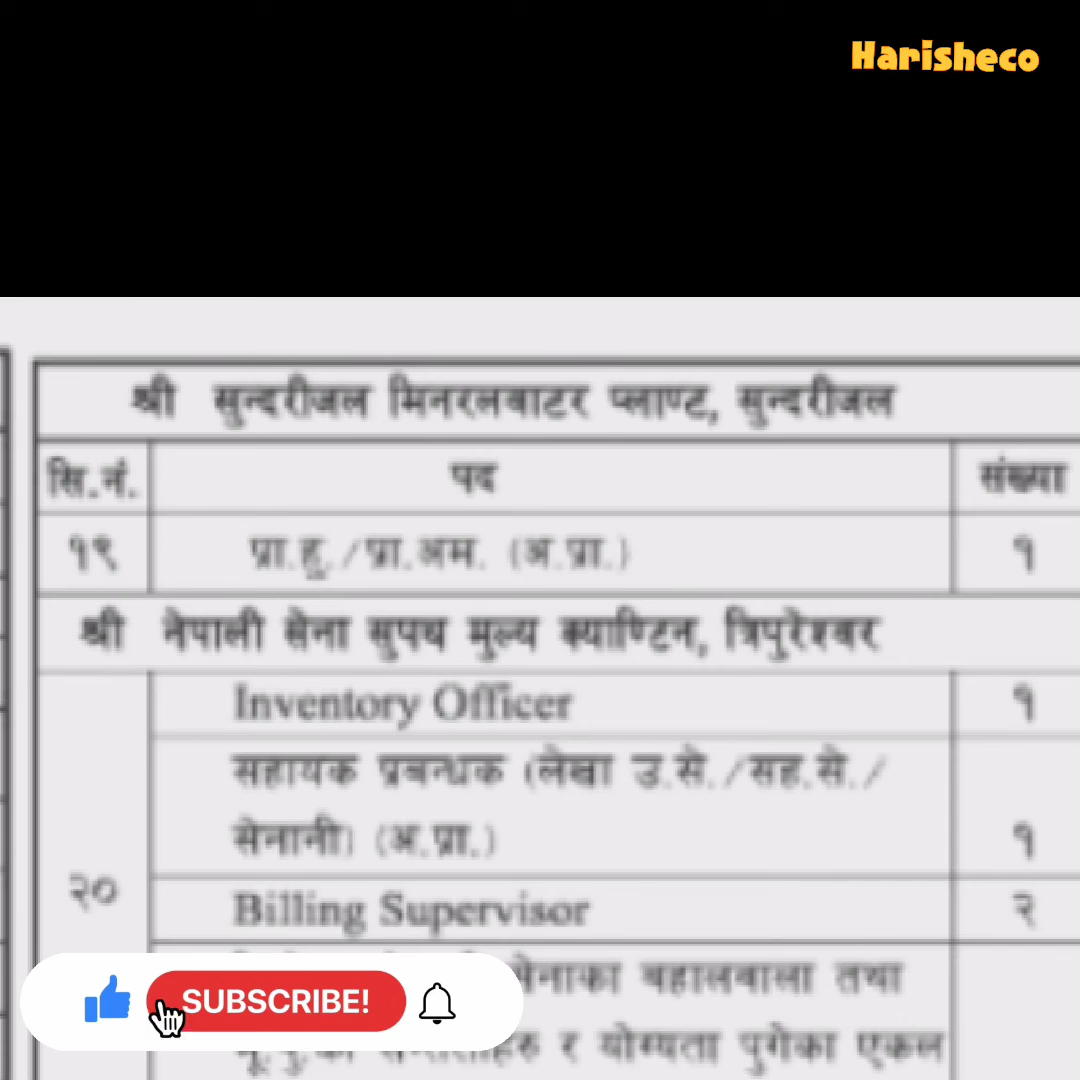 Harisheco
श्री सुन्दरीजल मिनरलवाटर प्लाण्ट, सुन्दरीजल
सि.नं. पद संख्या
१९ प्रा.हु./प्रा.अम. (अ.प्रा.) १
श्री नेपाली सेना सुपथ मुल्य क्याण्टिन, त्रिपुरेश्वर
Inventory Officer १
सहायक प्रबन्धक (लेखा उ.से./सह.से./
सेनानी) (अ.प्रा.) १
२०
Billing Supervisor २
सेनाका बहालवाला तथा
SUBSCRIBE!
र योग्यता पुगेका एकल